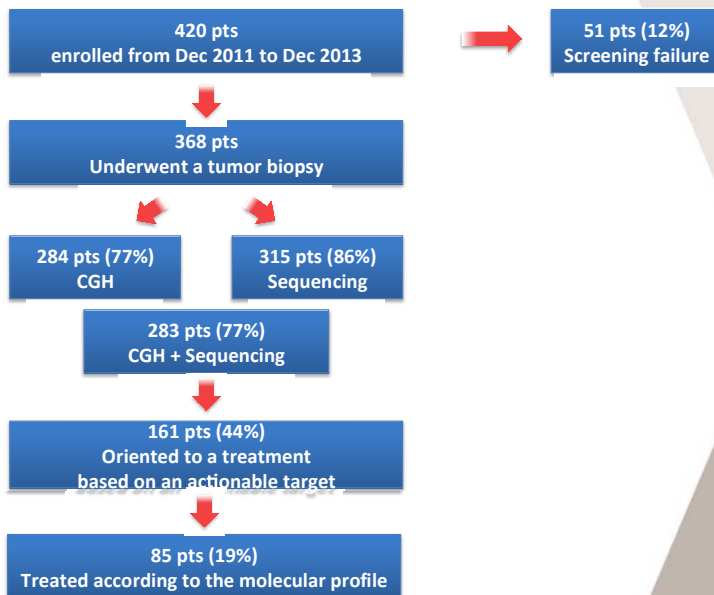 420 pts
enrolled from Dec 2011 to Dec 2013
51 pts (12%)
Screening failure
368 pts
Underwent a tumor biopsy
284 pts (77%)
CGH
315 pts (86%)
Sequencing
283 pts (77%)
CGH + Sequencing
161 pts (44%)
Oriented to a treatment
based on an actionable target
85 pts (19%)
Treated according to the molecular profile